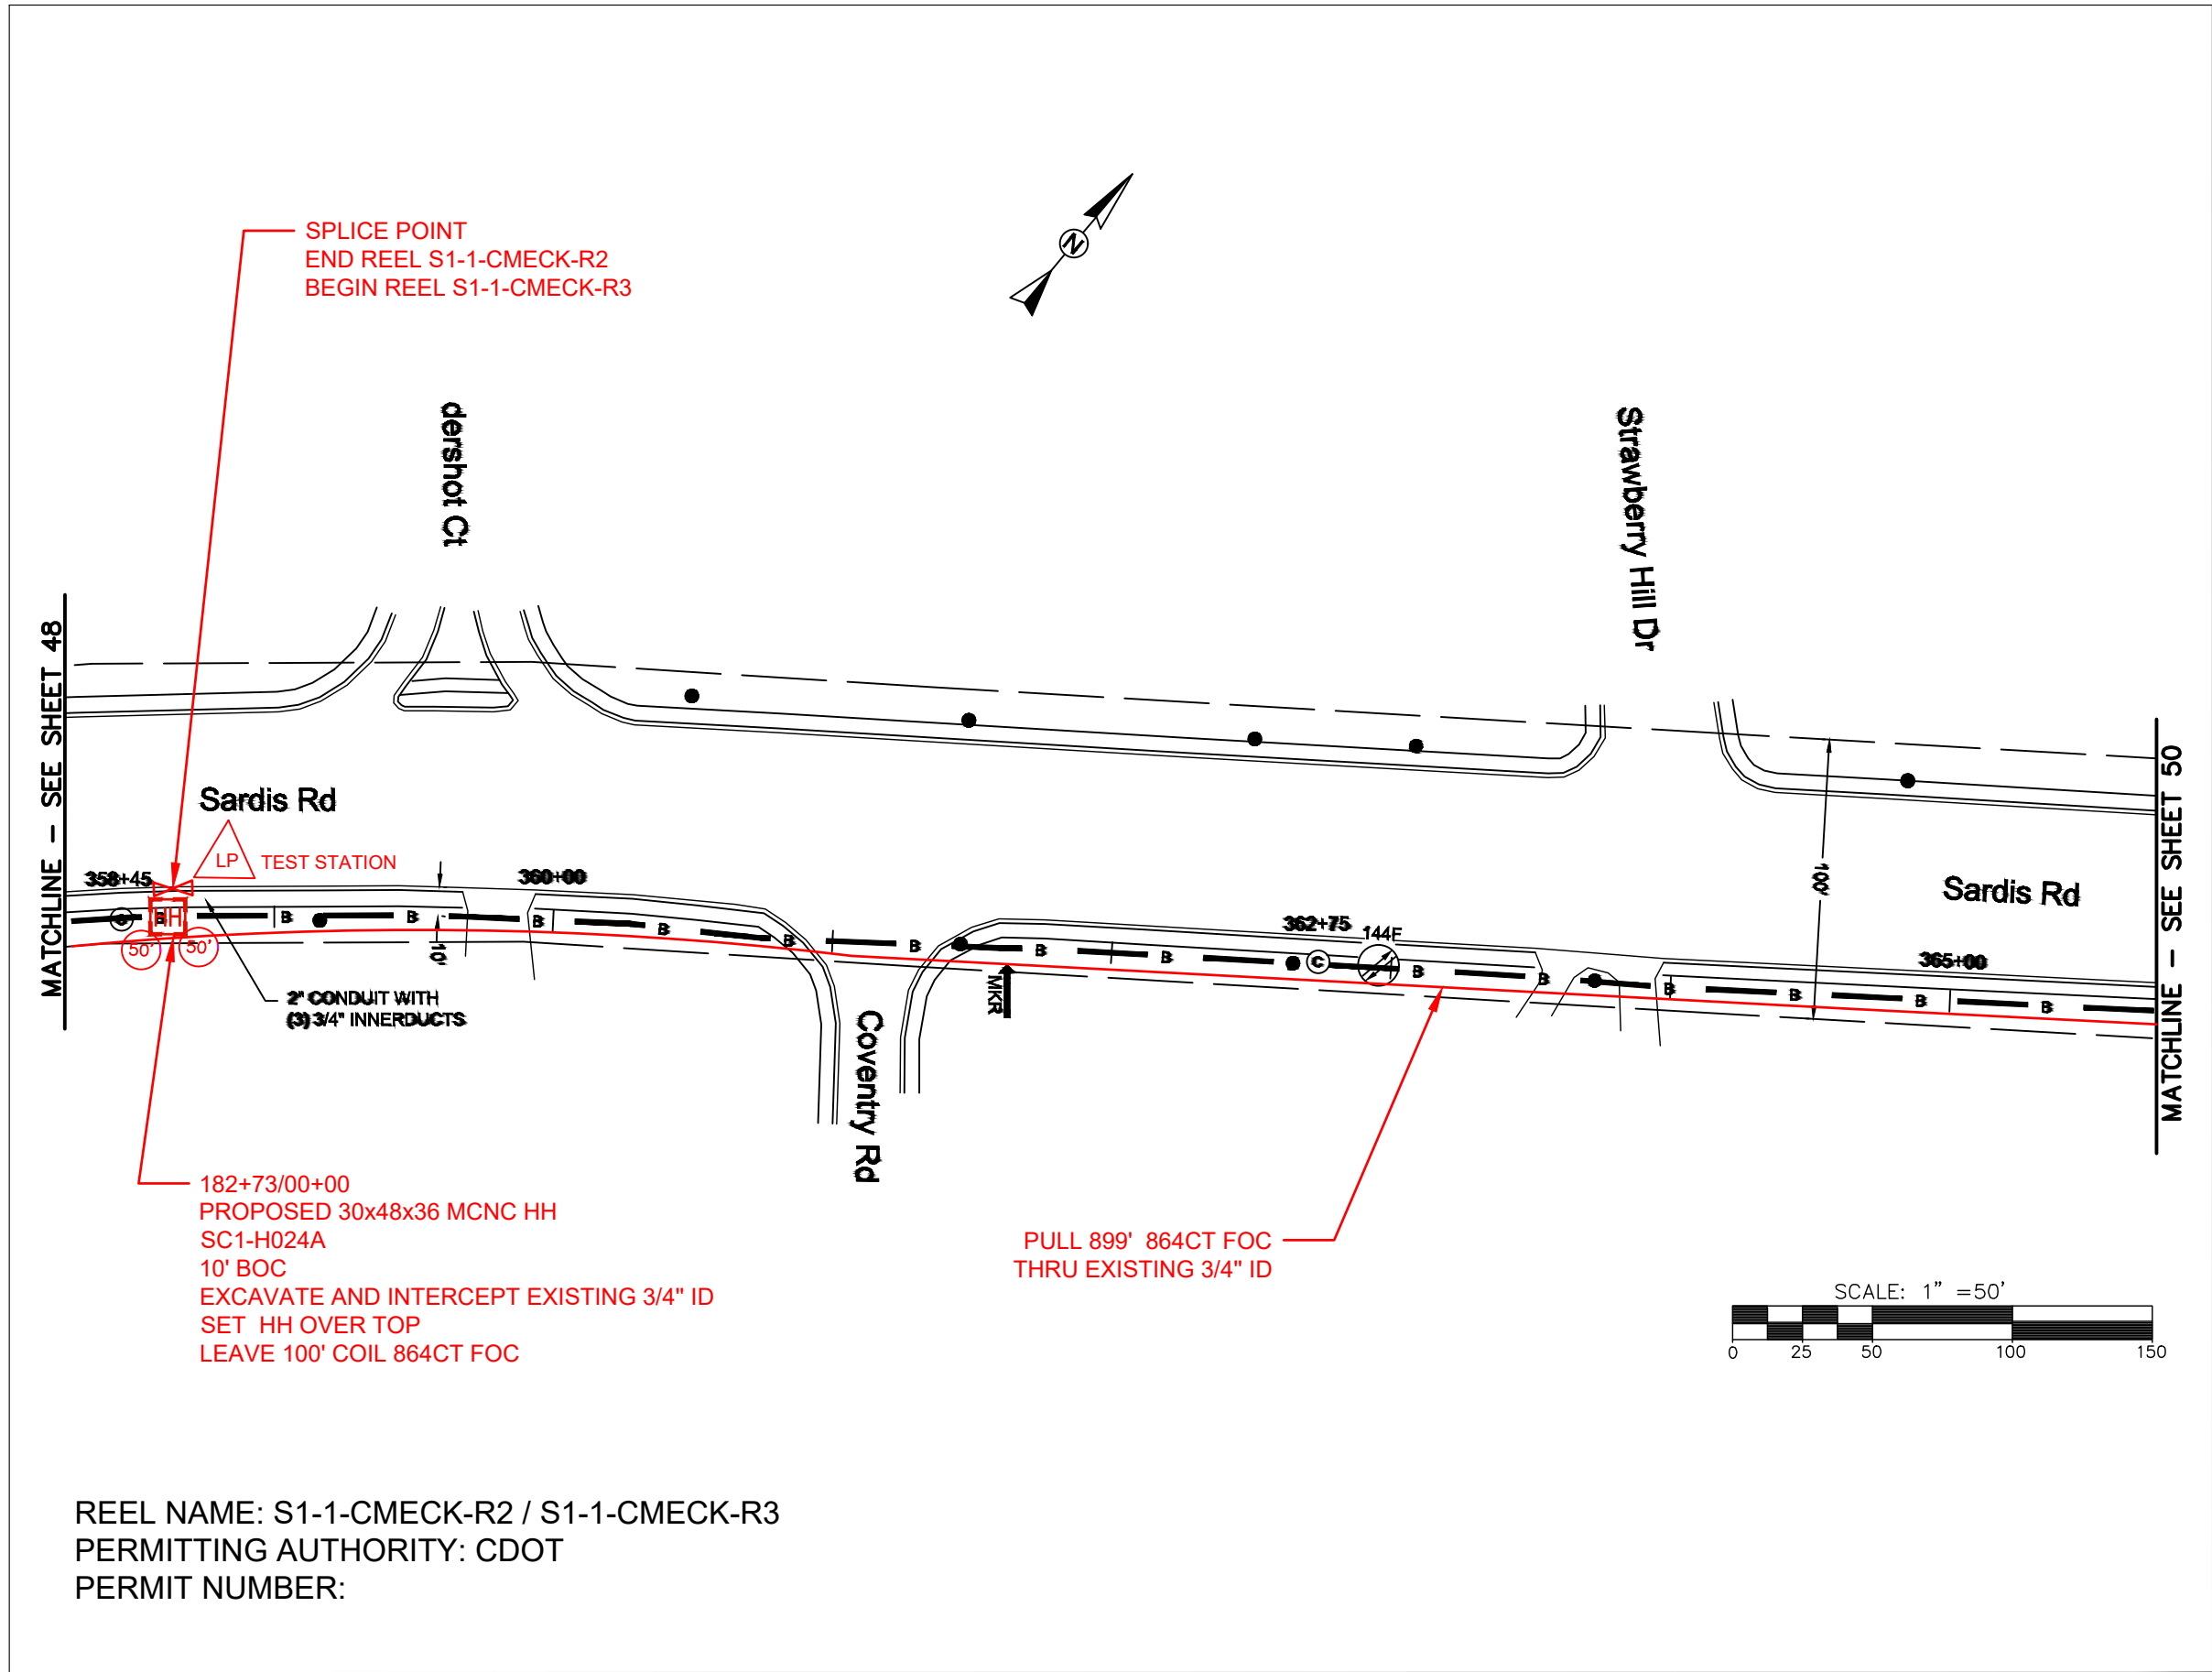 SPLICE POINT
END REEL S1-1-CMECK-R2
BEGIN REEL S1-1-CMECK-R3
N
dershot Ct
Strawberry Hill Dr
MATCHLINE - SEE SHEET 48
MATCHLINE - SEE SHEET 50
Sardis Rd
LP
TEST STATION
358+45
360+00
362+75
144F
365+00
Sardis Rd
100'
C
B
HH
B
B
B
B
B
B
B
B
C
B
B
B
B
B
B
50'
50'
10'
MKR
2" CONDUIT WITH
(3) 3/4" INNERDUCTS
Coventry Rd
182+73/00+00
PROPOSED 30x48x36 MCNC HH
SC1-H024A
10' BOC
EXCAVATE AND INTERCEPT EXISTING 3/4" ID
SET HH OVER TOP
LEAVE 100' COIL 864CT FOC
PULL 899' 864CT FOC
THRU EXISTING 3/4" ID
SCALE: 1" =50'
0 25 50 100 150
REEL NAME: S1-1-CMECK-R2 / S1-1-CMECK-R3
PERMITTING AUTHORITY: CDOT
PERMIT NUMBER: